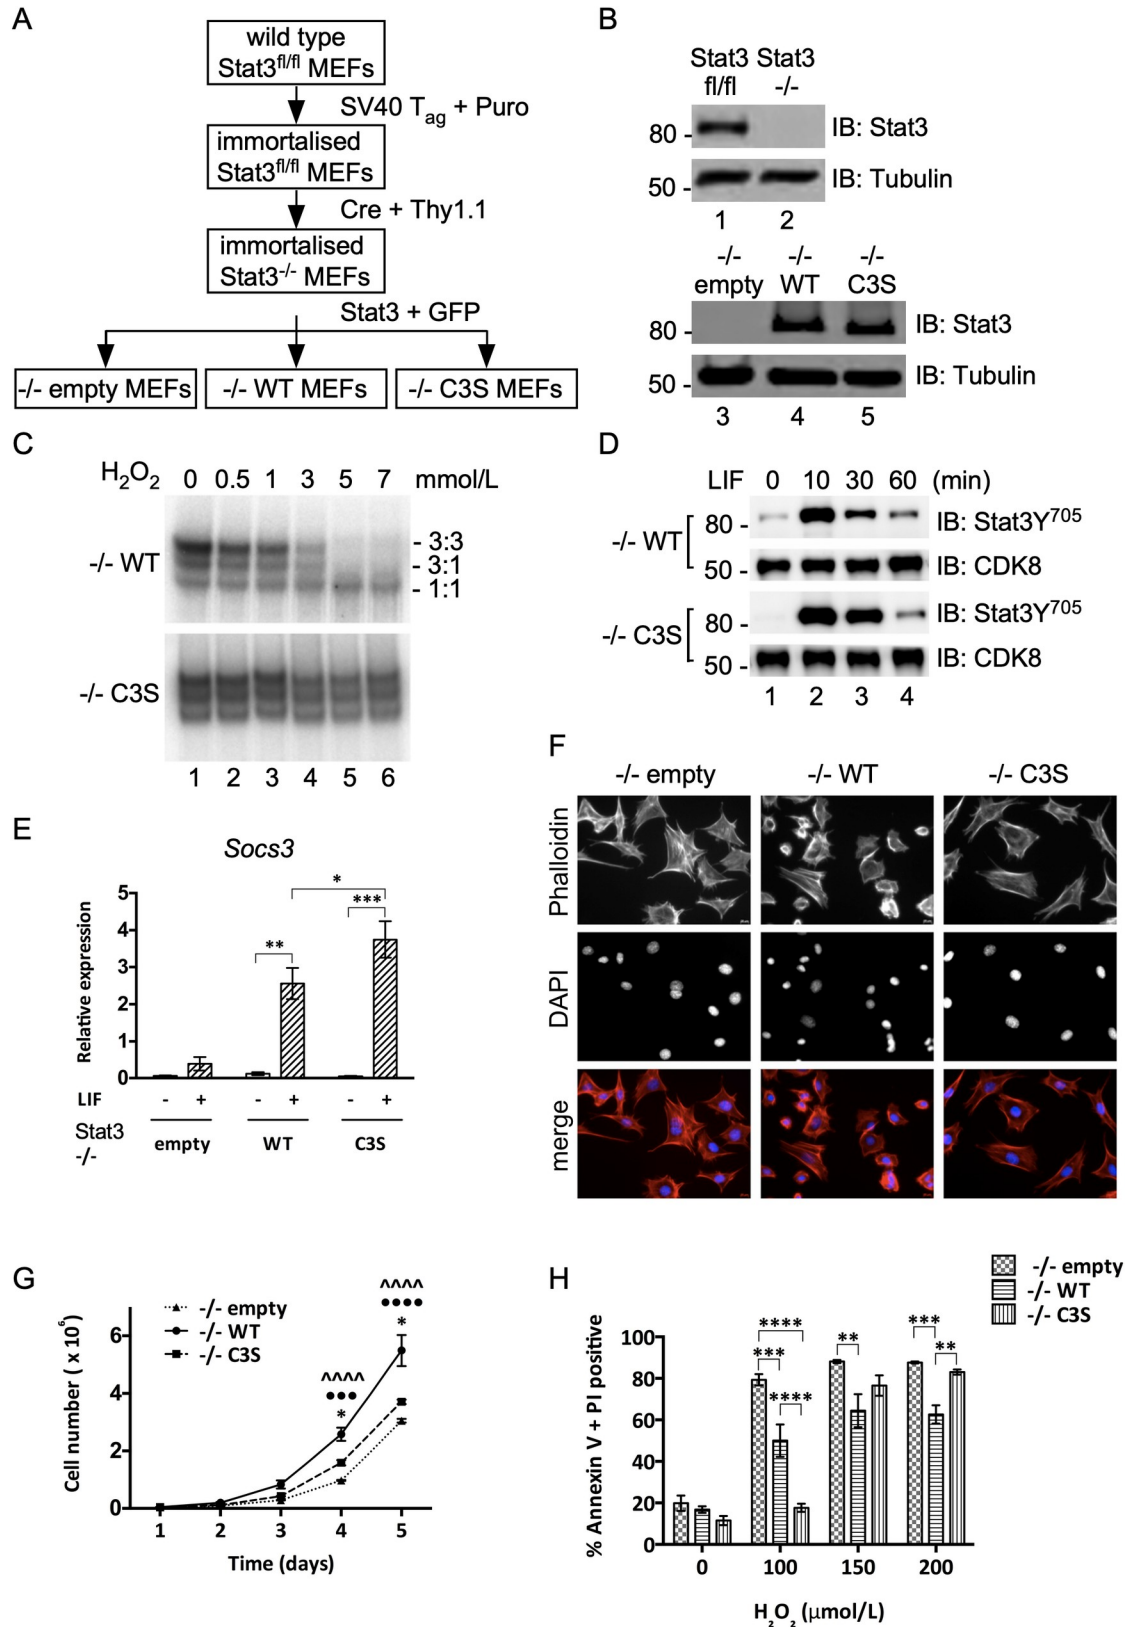 A
wild type
Stat3fl/fl MEFs
SV40 Tag + Puro
immortalised
Stat3fl/fl MEFs
Cre + Thy1.1
immortalised
Stat3-/- MEFs
Stat3 + GFP
-/- empty MEFs
-/- WT MEFs
-/- C3S MEFs
B
Stat3 Stat3
fl/fl -/-
80 - IB: Stat3
50 - IB: Tubulin
1 2
-/- -/- -/-
empty WT C3S
80 - IB: Stat3
50 - IB: Tubulin
3 4 5
C
H2O2 0 0.5 1 3 5 7 mmol/L
-/- WT
- 3:3
- 3:1
- 1:1
-/- C3S
1 2 3 4 5 6
D
LIF 0 10 30 60 (min)
-/- WT
80 - IB: Stat3Y705
50 - IB: CDK8
-/- C3S
80 - IB: Stat3Y705
50 - IB: CDK8
1 2 3 4
E
Socs3
Relative expression
5
4
3
2
1
0
*
**
***
LIF - + - + - +
Stat3
-/-
empty WT C3S
F
-/- empty -/- WT -/- C3S
Phalloidin
DAPI
merge
G
-/- empty
-/- WT
-/- C3S
Cell number ( x 106)
6
4
2
0
^^^^
●●●
*
^^^^
●●●●
*
1 2 3 4 5
Time (days)
H
-/- empty
-/- WT
-/- C3S
% Annexin V + PI positive
100
80
60
40
20
0
****
***
****
**
***
**
0 100 150 200
H2O2 (µmol/L)